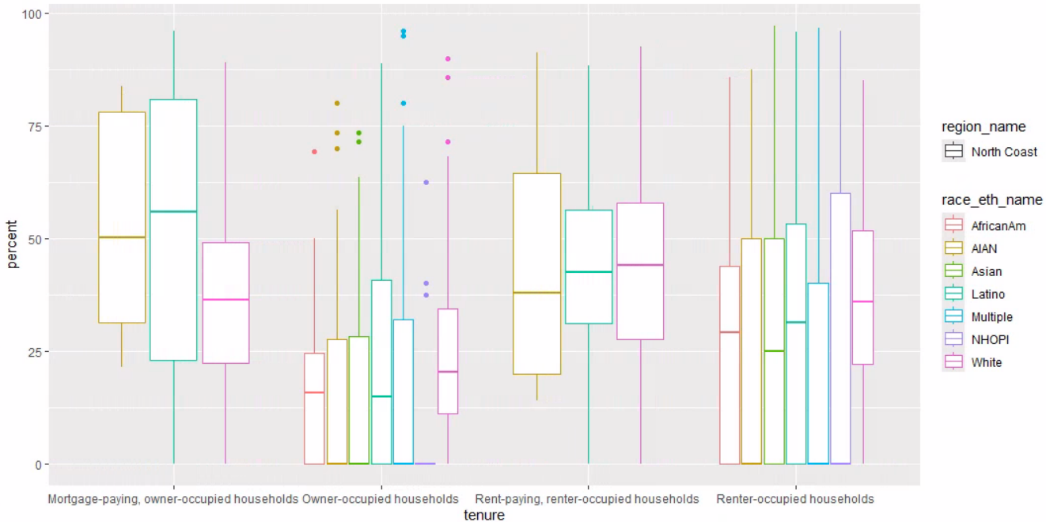 100
75
50
25
0
percent
Mortgage-paying, owner-occupied households Owner-occupied households Rent-paying, renter-occupied households Renter-occupied households
tenure
region_name
North Coast
race_eth_name
AfricanAm
AIAN
Asian
Latino
Multiple
NHOPI
White